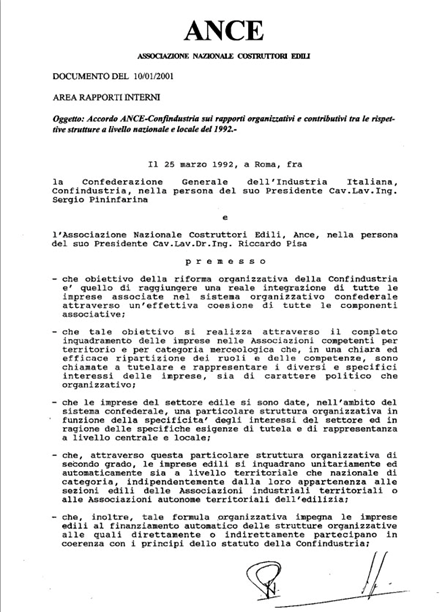 ANCE
ASSOCIAZIONE NAZIONALE COSTRUTTORI EDILI
DOCUMENTO DEL 10/01/2001
AREA RAPPORTI INTERNI
Oggetto: Accordo ANCE-Confindustria sui rapporti organizzativi e contributivi tra le rispet-
tive strutture a livello nazionale e locale del 1992.-
Il 25 marzo 1992, a Roma, fra
la Confederazione Generale dell'Industria Italiana,
Confindustria, nella persona del suo Presidente Cav.Lav.Ing.
Sergio Pininfarina
e
l'Associazione Nazionale Costruttori Edili, Ance, nella persona
del suo Presidente Cav.Lav.Dr.Ing. Riccardo Pisa
p r e m e s s o
- che obiettivo della riforma organizzativa della Confindustria
e' quello di raggiungere una reale integrazione di tutte le
imprese associate nel sistema organizzativo confederale
attraverso un'effettiva coesione di tutte le componenti
associative;
- che tale obiettivo si realizza attraverso il completo
inquadramento delle imprese nelle Associazioni competenti per
territorio e per categoria merceologica che, in una chiara ed
efficace ripartizione dei ruoli e delle competenze, sono
chiamate a tutelare e rappresentare i diversi e specifici
interessi delle imprese, sia di carattere politico che
organizzativo;
- che le imprese del settore edile si sono date, nell'ambito del
sistema confederale, una particolare struttura organizzativa in
funzione della specificita' degli interessi del settore ed in
ragione delle specifiche esigenze di tutela e di rappresentanza
a livello centrale e locale;
- che, attraverso questa particolare struttura organizzativa di
secondo grado, le imprese edili si inquadrano unitariamente ed
automaticamente sia a livello territoriale che nazionale di
categoria, indipendentemente dalla loro appartenenza alle
sezioni edili delle Associazioni industriali territoriali o
alle Associazioni autonome territoriali dell'edilizia;
- che, inoltre, tale formula organizzativa impegna le imprese
edili al finanziamento automatico delle strutture organizzative
alle quali direttamente o indirettamente partecipano in
coerenza con i principi dello statuto della Confindustria;